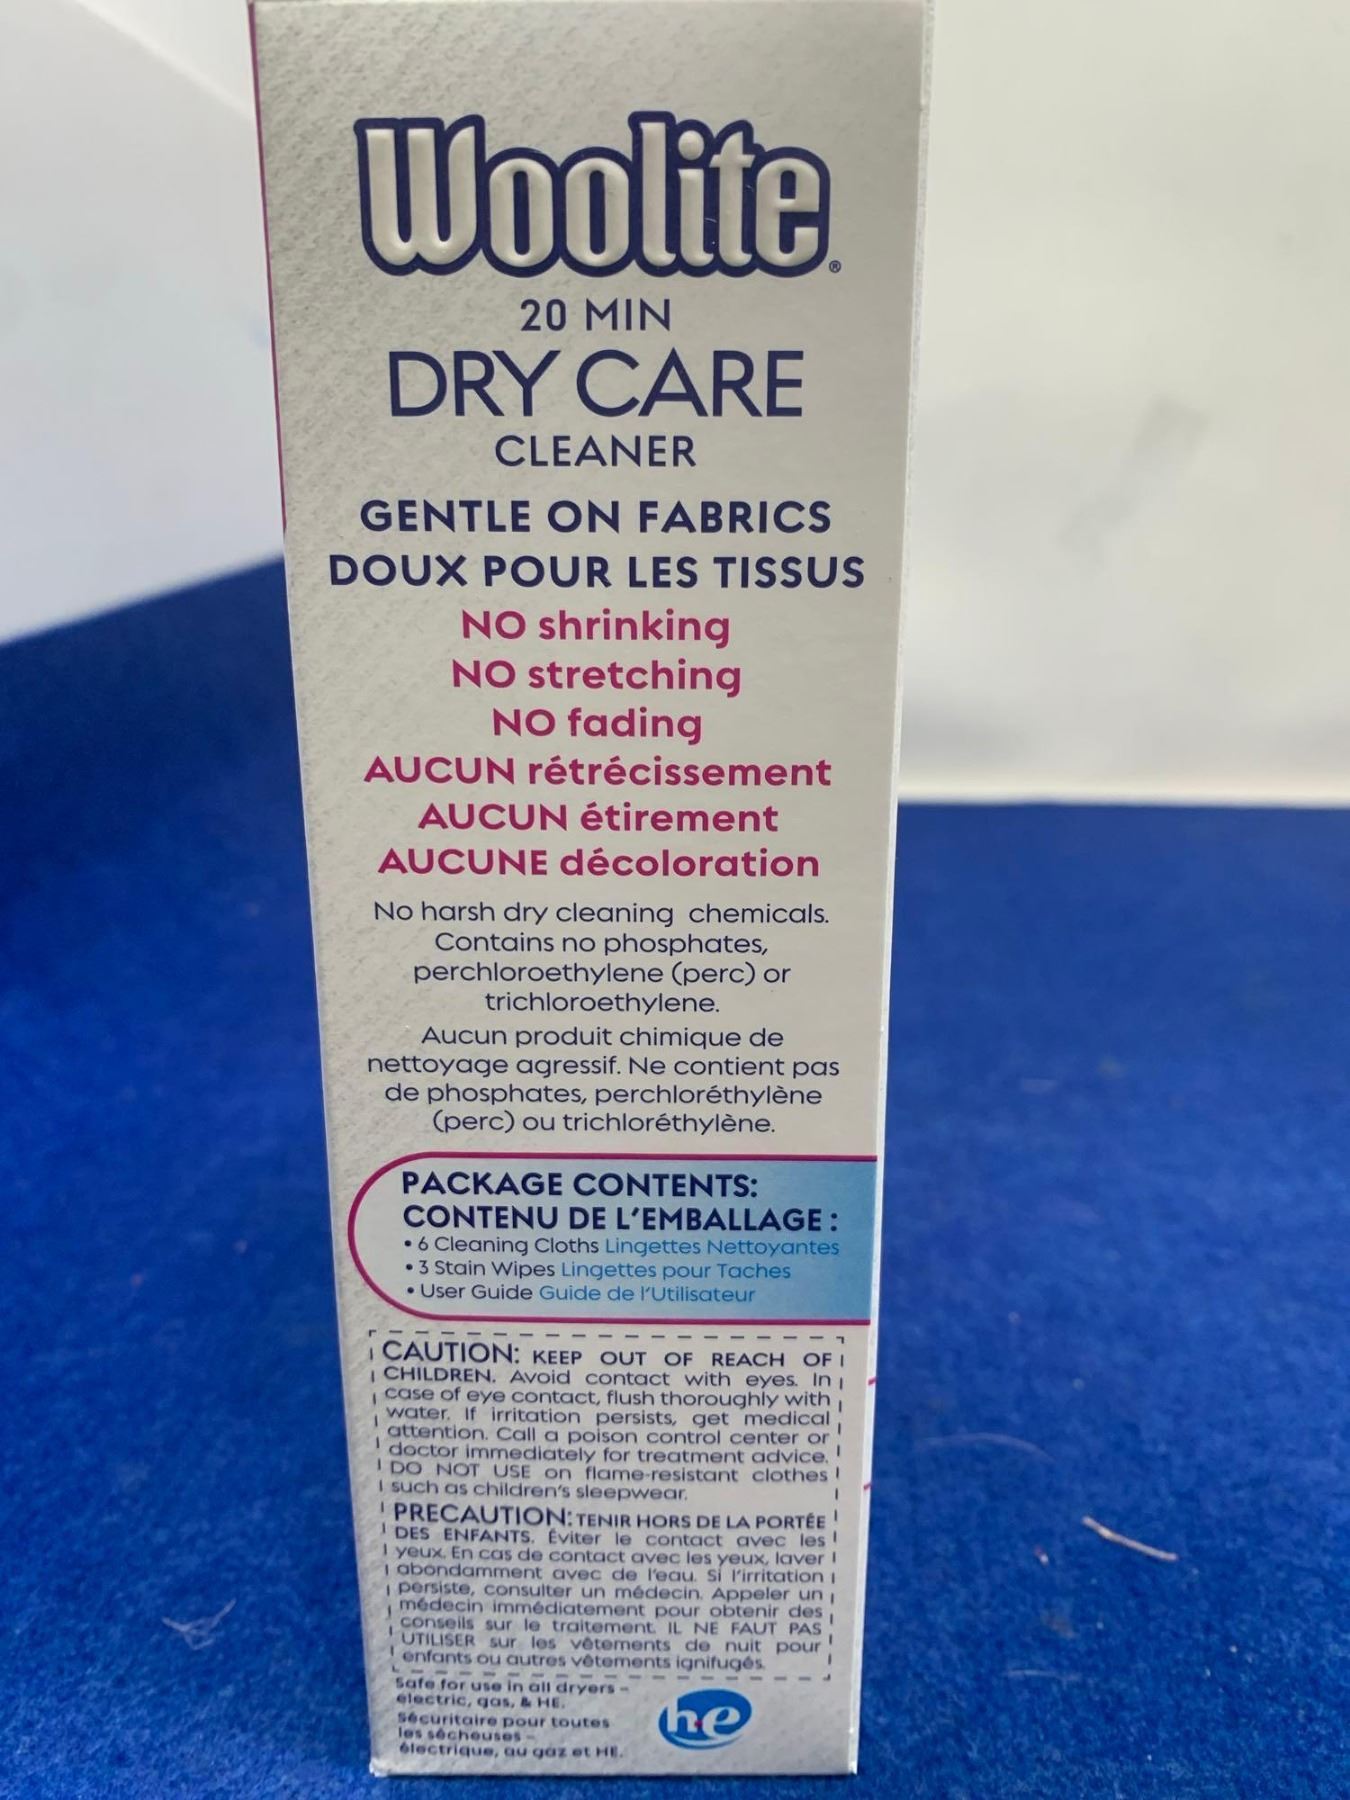 Woolite®
20 MIN
DRY CARE
CLEANER
GENTLE ON FABRICS
DOUX POUR LES TISSUS
NO shrinking
NO stretching
NO fading
AUCUN rétrécissement
AUCUN étirement
AUCUNE décoloration
No harsh dry cleaning chemicals.
Contains no phosphates,
perchloroethylene (perc) or
trichloroethylene.
Aucun produit chimique de
nettoyage agressif. Ne contient pas
de phosphates, perchloréthylène
(perc) ou trichloréthylène.
PACKAGE CONTENTS:
CONTENU DE L'EMBALLAGE :
• 6 Cleaning Cloths Lingettes Nettoyantes
• 3 Stain Wipes Lingettes pour Taches
• User Guide Guide de l'Utilisateur
CAUTION: KEEP OUT OF REACH OF
CHILDREN. Avoid contact with eyes. In
case of eye contact, flush thoroughly with
water. If irritation persists, get medical
attention. Call a poison control center or
doctor immediately for treatment advice.
DO NOT USE on flame-resistant clothes
such as children's sleepwear.
PRECAUTION: TENIR HORS DE LA PORTÉE
DES ENFANTS. Éviter le contact avec les
yeux. En cas de contact avec les yeux, laver
abondamment avec de l'eau. Si l'irritation
persiste, consulter un médecin. Appeler un
médecin immédiatement pour obtenir des
conseils sur le traitement. IL NE FAUT PAS
UTILISER sur les vêtements de nuit pour
enfants ou autres vêtements ignifugés.
Safe for use in all dryers –
electric, gas, & HE.
Sécuritaire pour toutes
les sécheuses –
électrique, au gaz et HE.
he